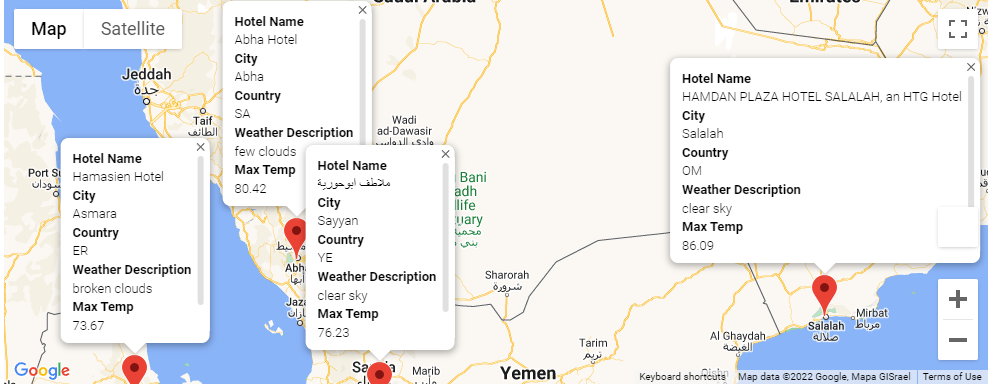 Map
Satellite
Saudi Arabia
Emirates
Jeddah
جدة
Taif
الطائف
Wadi
ad-Dawasir
وادي الدواسر
Port Su
بورتسودان
Hotel Name
Abha Hotel
City
Abha
Country
SA
Weather Description
few clouds
Max Temp
80.42
Hotel Name
Hamasien Hotel
City
Asmara
Country
ER
Weather Description
broken clouds
Max Temp
73.67
Hotel Name
ملاطف ابوحورية
City
Sayyan
Country
YE
Weather Description
clear sky
Max Temp
76.23
Hotel Name
HAMDAN PLAZA HOTEL SALALAH, an HTG Hotel
City
Salalah
Country
OM
Weather Description
clear sky
Max Temp
86.09
Bani
محمية
بني
Abha
أبها
Jaza
Sharorah
شرورة
Salalah
صلالة
Mirbat
مرباط
Al Ghaydah
الغيضة
Tarim
تريم
Marib
مأرب
Yemen
Qishn
Google
Keyboard shortcuts
Map data ©2022 Google, Mapa GISrael
Terms of Use